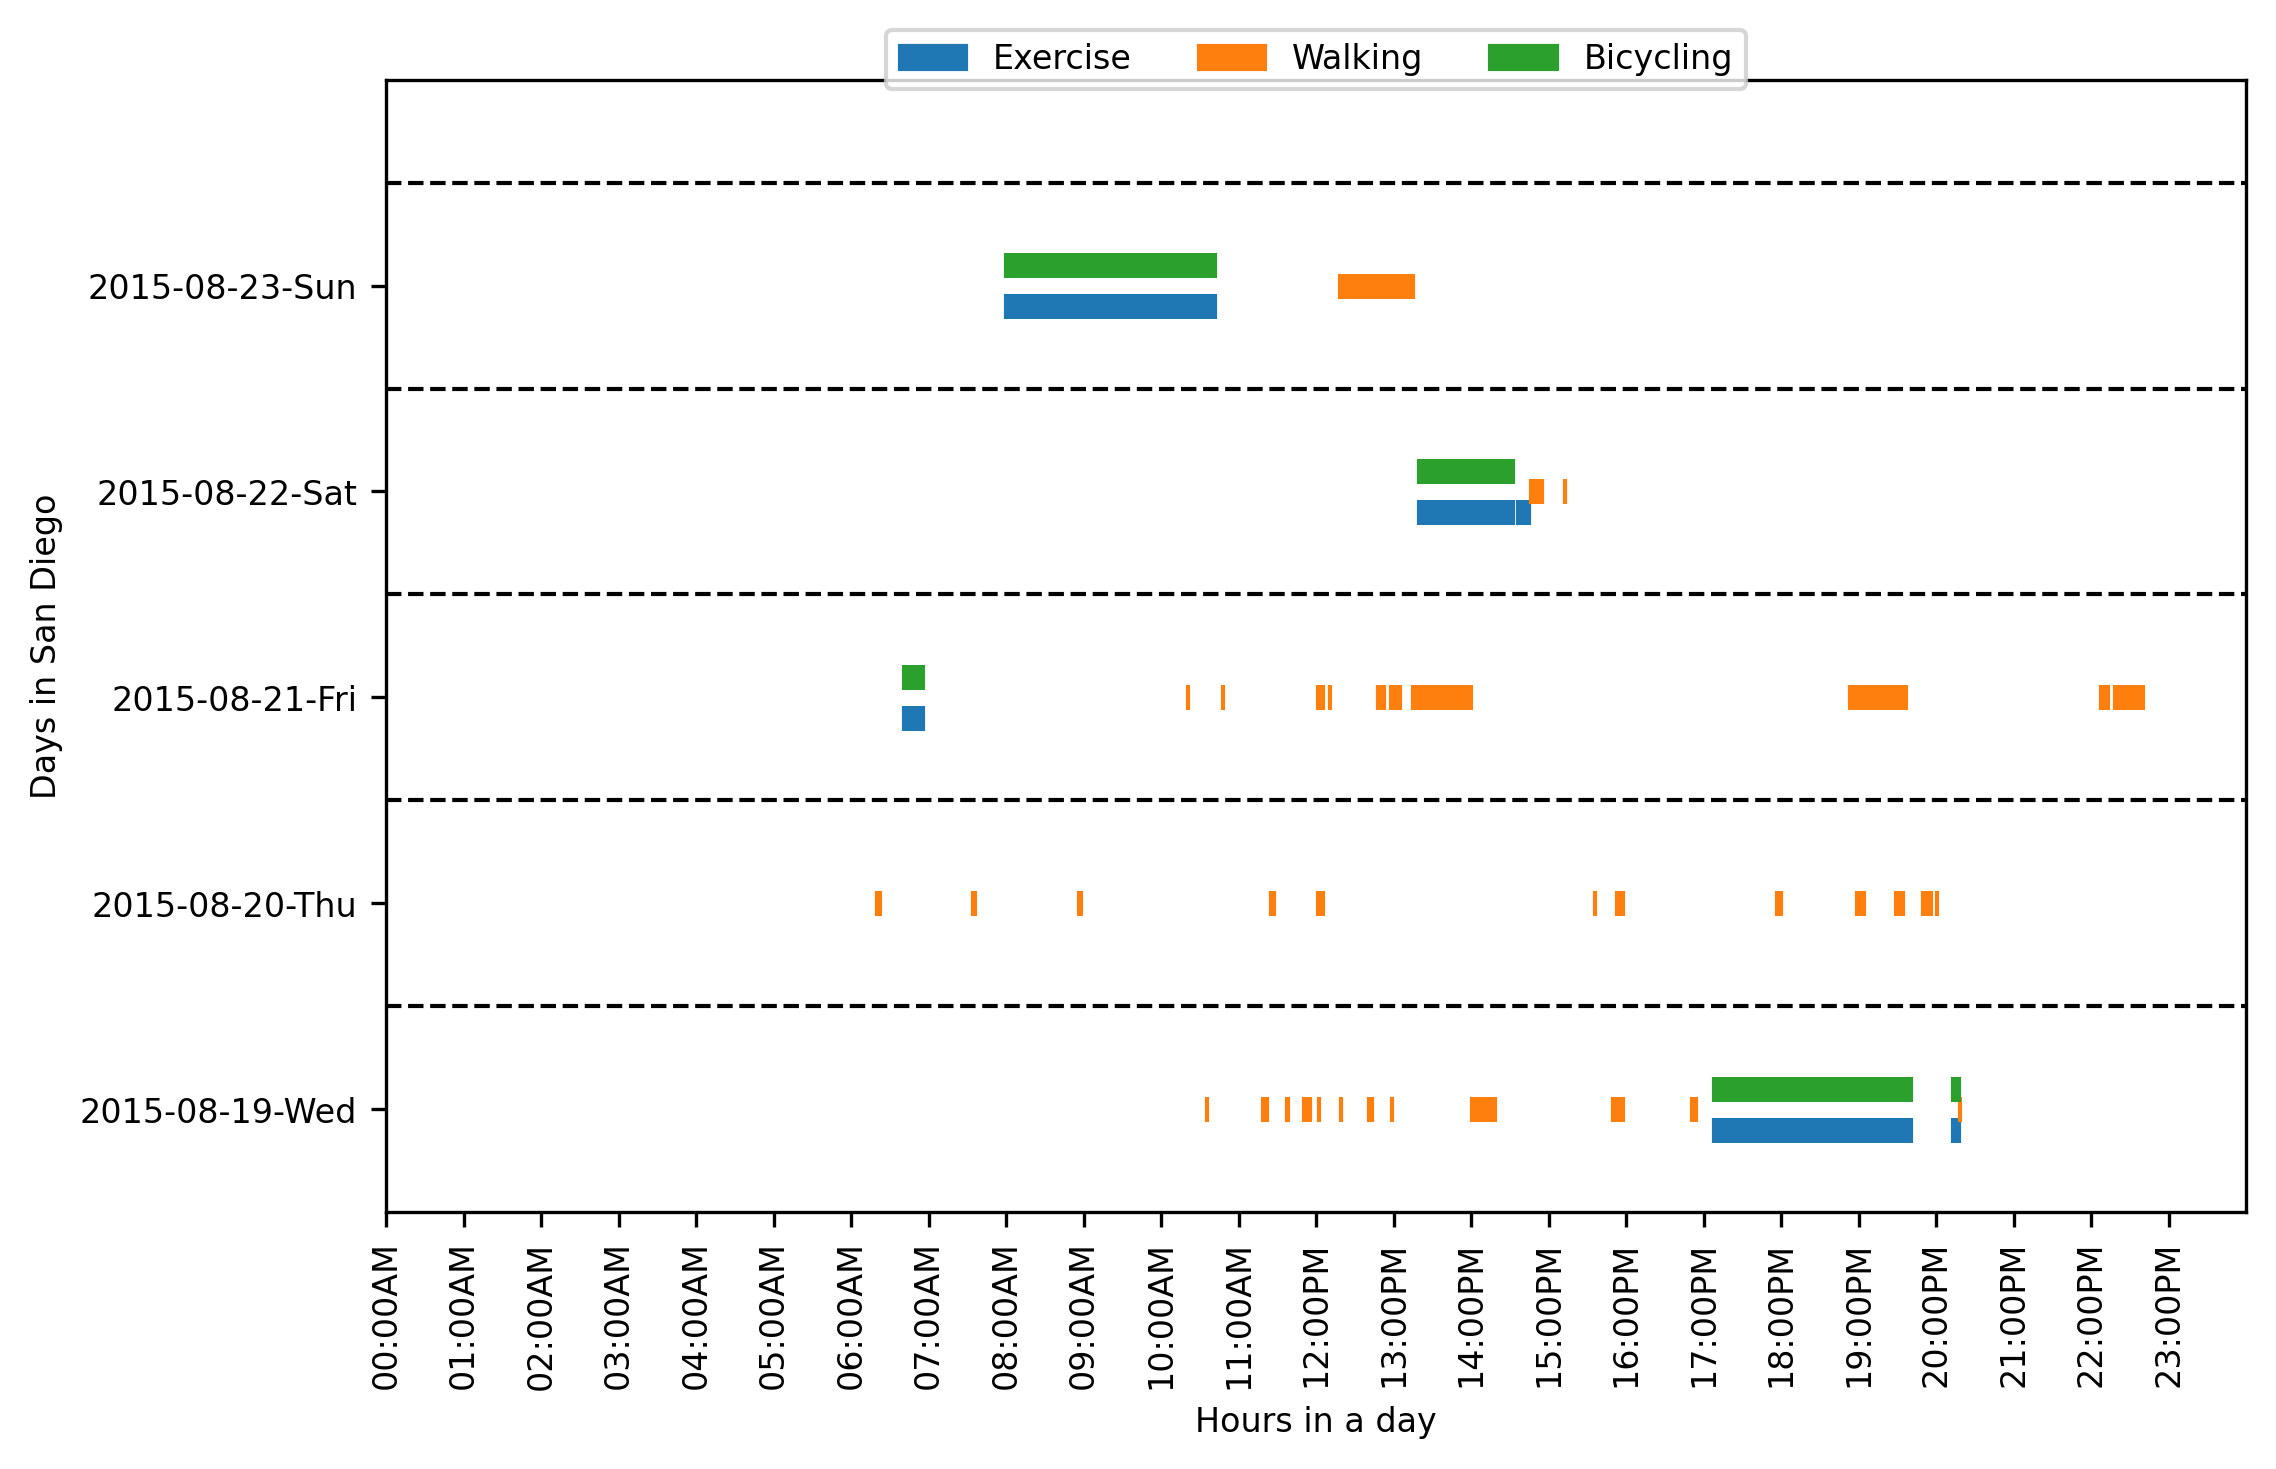 Exercise Walking Bicycling
Days in San Diego
2015-08-23-Sun
2015-08-22-Sat
2015-08-21-Fri
2015-08-20-Thu
2015-08-19-Wed
00:00AM
01:00AM
02:00AM
03:00AM
04:00AM
05:00AM
06:00AM
07:00AM
08:00AM
09:00AM
10:00AM
11:00AM
12:00PM
13:00PM
14:00PM
15:00PM
16:00PM
17:00PM
18:00PM
19:00PM
20:00PM
21:00PM
22:00PM
23:00PM
Hours in a day